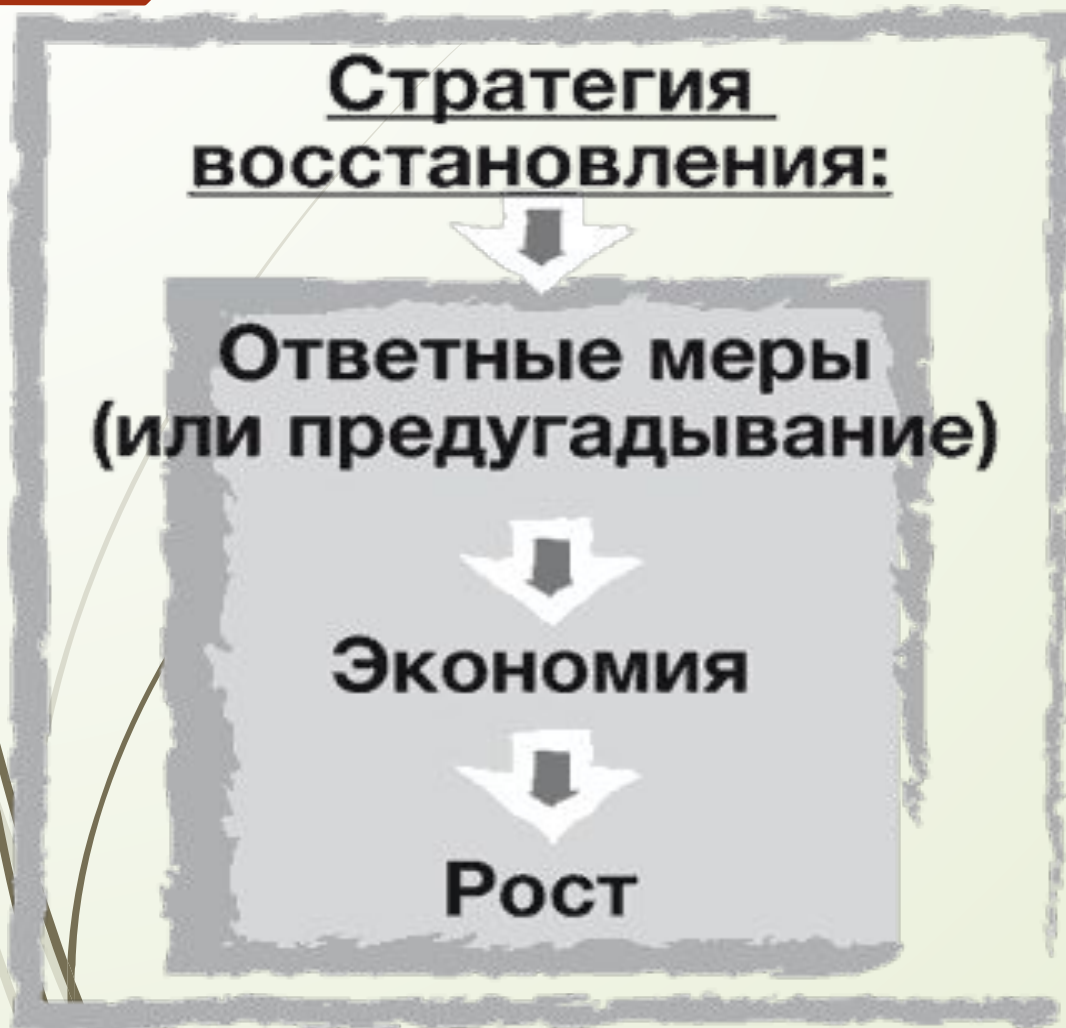 Стратегия
восстановления:
Ответные меры
(или предугадывание)
Экономия
Рост